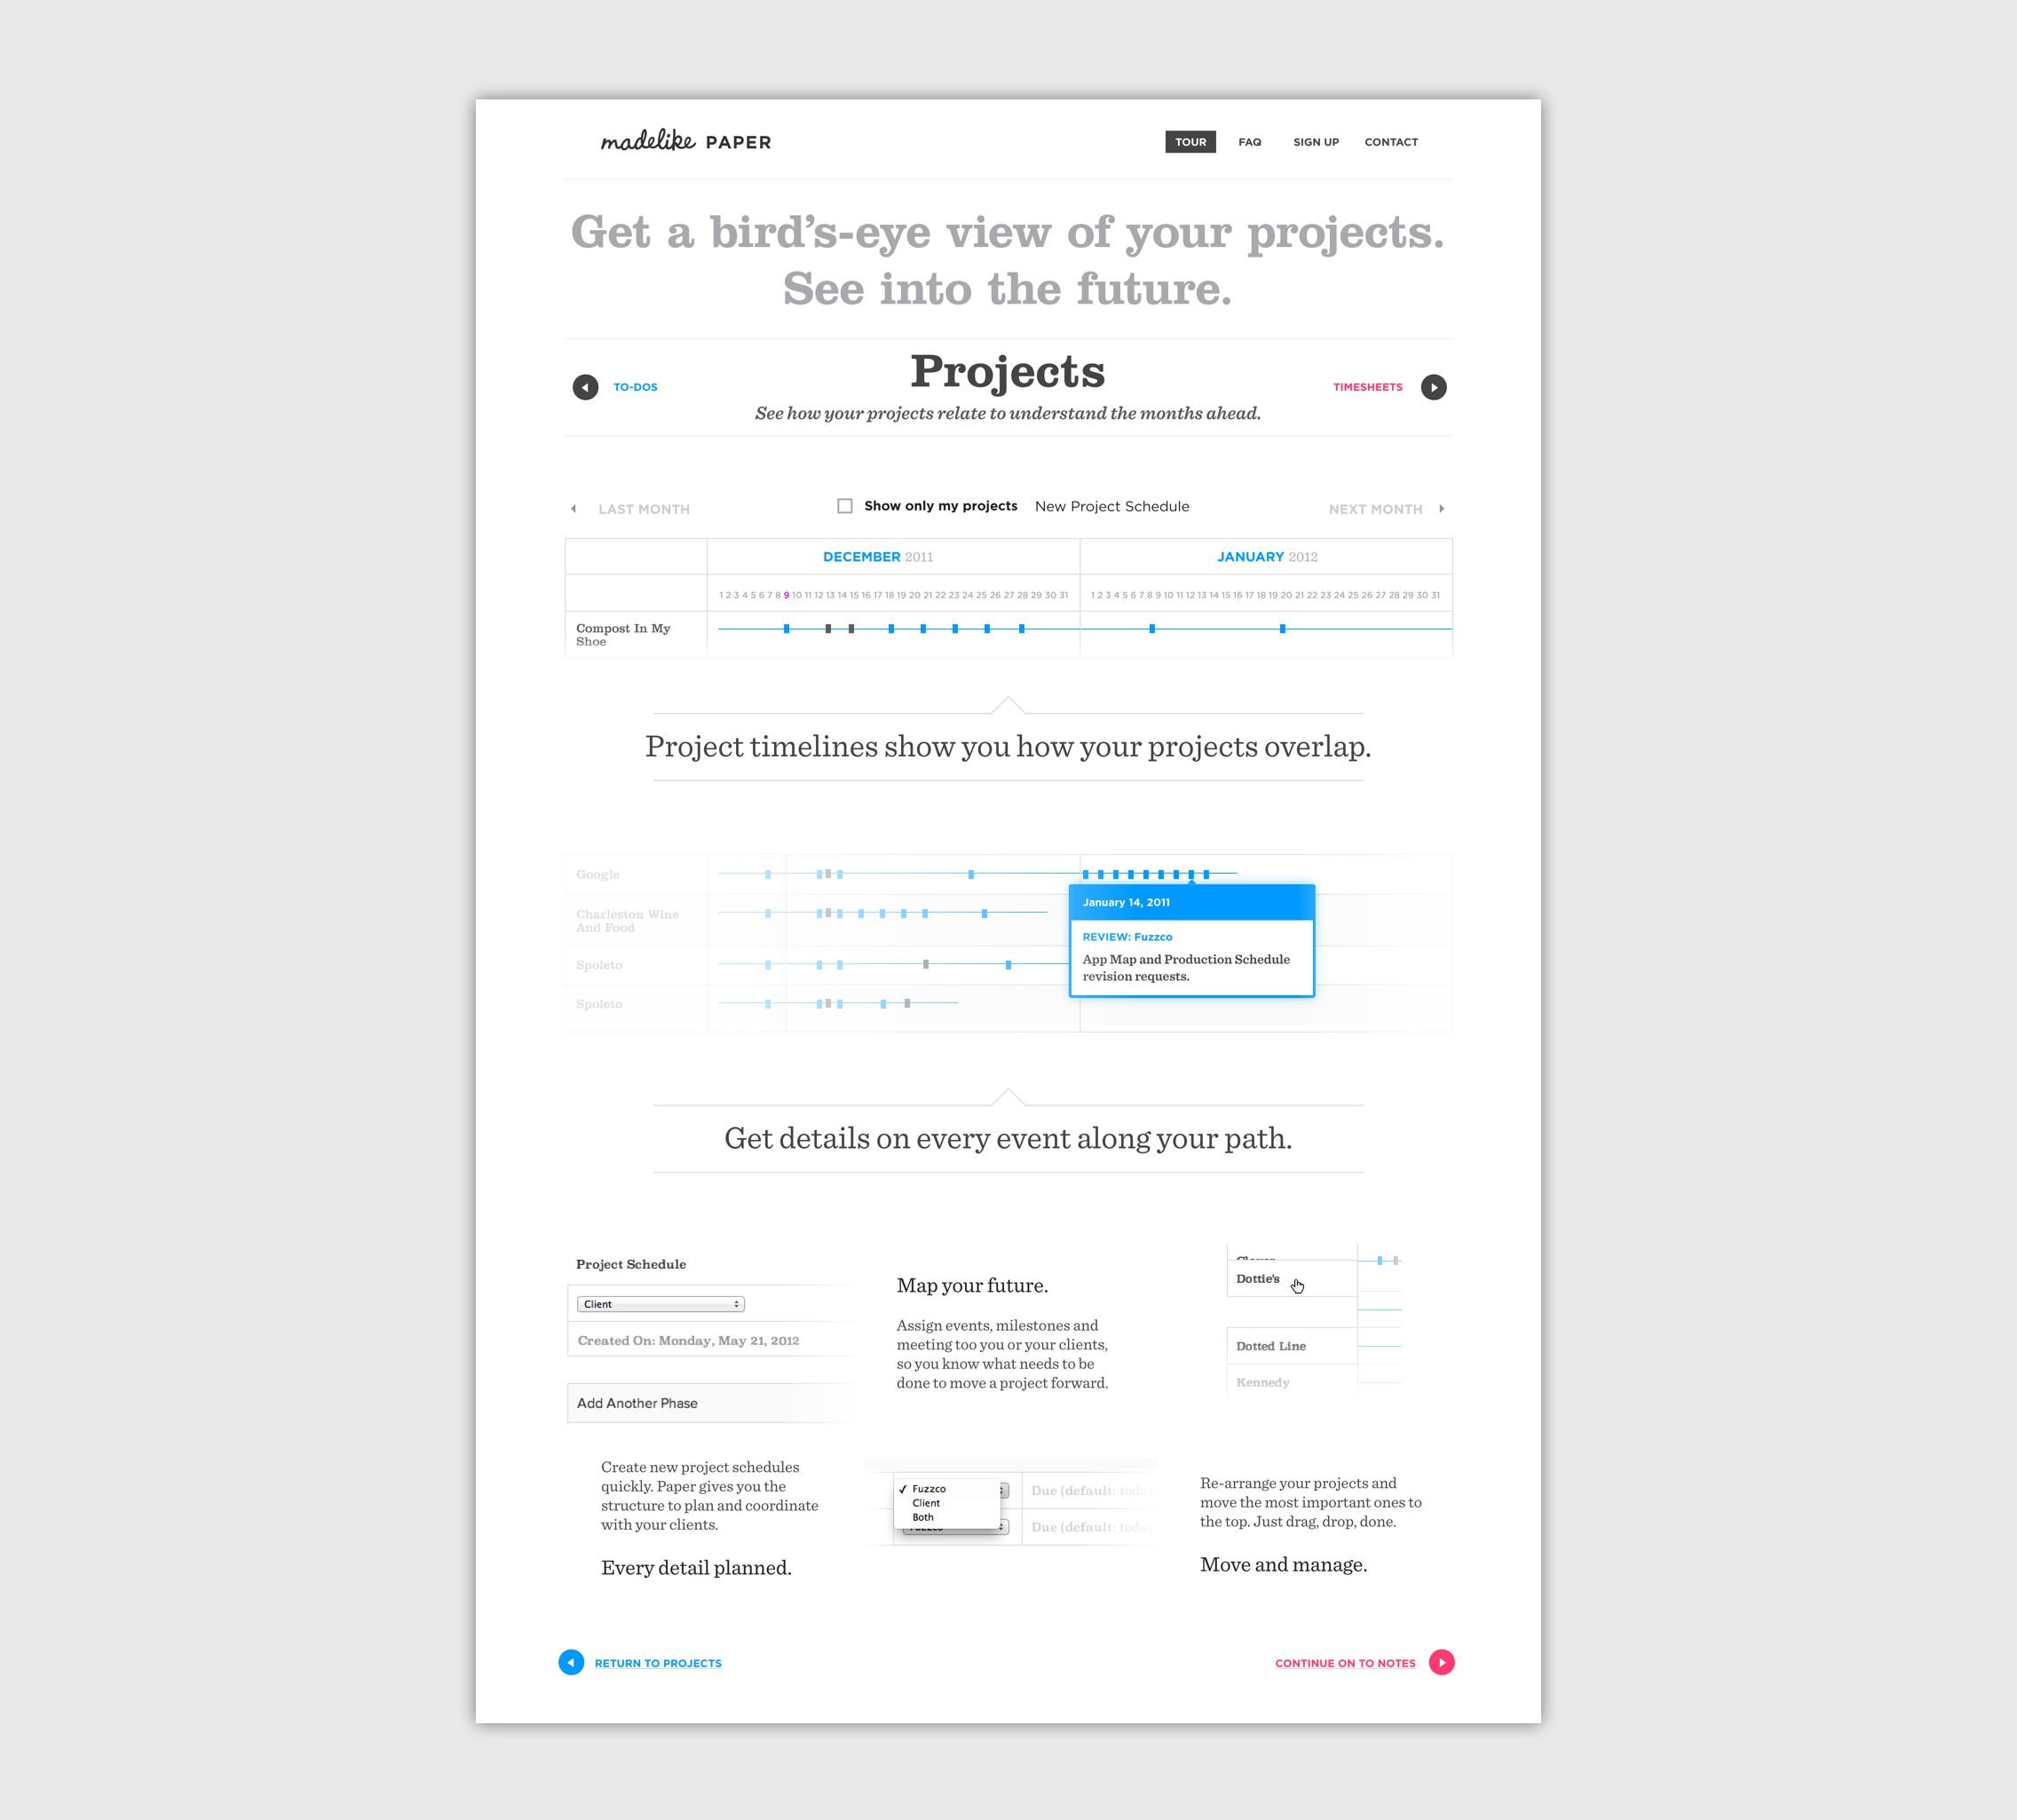 madelike PAPER
TOUR FAQ SIGN UP CONTACT
Get a bird’s-eye view of your projects.
See into the future.
TO-DOS
Projects
TIMESHEETS
See how your projects relate to understand the months ahead.
LAST MONTH
Show only my projects New Project Schedule
NEXT MONTH
DECEMBER 2011 JANUARY 2012
1 2 3 4 5 6 7 8 9 10 11 12 13 14 15 16 17 18 19 20 21 22 23 24 25 26 27 28 29 30 31 1 2 3 4 5 6 7 8 9 10 11 12 13 14 15 16 17 18 19 20 21 22 23 24 25 26 27 28 29 30 31
Compost In My
Shoe
Project timelines show you how your projects overlap.
Google
Charleston Wine
And Food
Spoleto
Spoleto
January 14, 2011
REVIEW: Fuzzco
App Map and Production Schedule
revision requests.
Get details on every event along your path.
Project Schedule
Client
Created On: Monday, May 21, 2012
Add Another Phase
Create new project schedules
quickly. Paper gives you the
structure to plan and coordinate
with your clients.
Every detail planned.
Map your future.
Assign events, milestones and
meeting too you or your clients,
so you know what needs to be
done to move a project forward.
✓ Fuzzco
Client
Both
Due (default: today
Due (default: today
Dottie's
Dotted Line
Kennedy
Re-arrange your projects and
move the most important ones to
the top. Just drag, drop, done.
Move and manage.
RETURN TO PROJECTS
CONTINUE ON TO NOTES